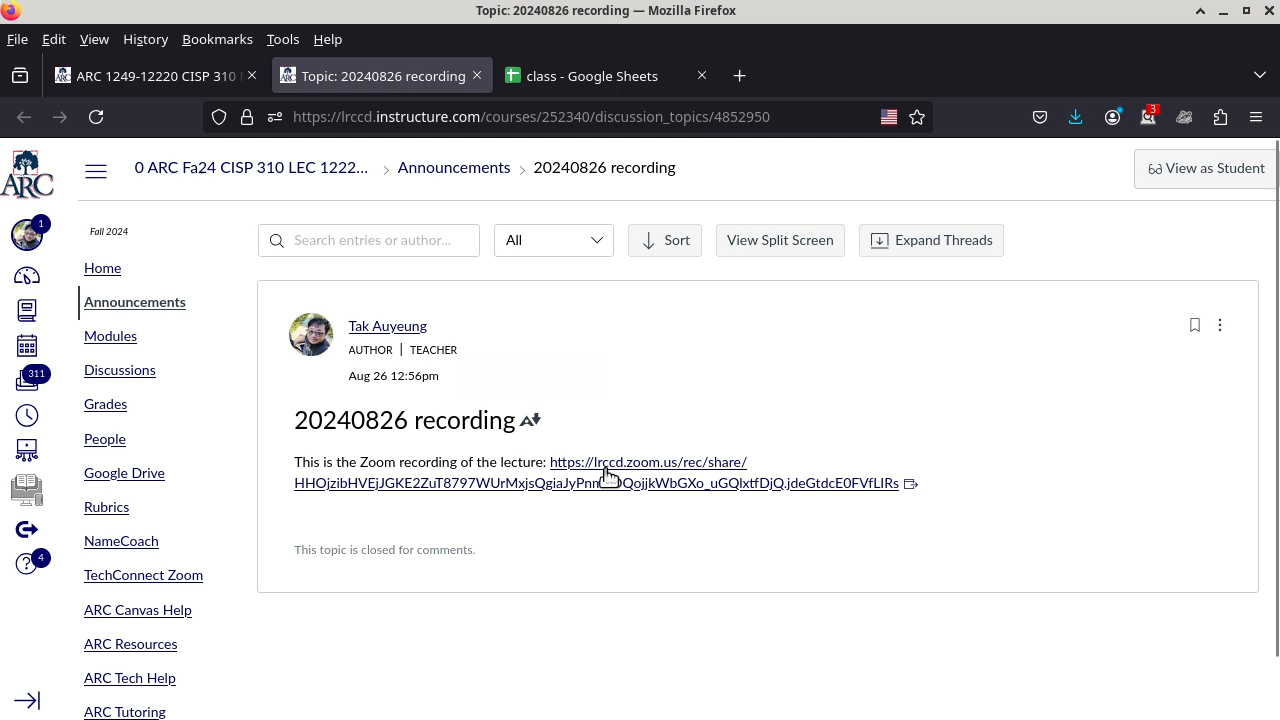 Topic: 20240826 recording — Mozilla Firefox
File Edit View History Bookmarks Tools Help
ARC 1249-12220 CISP 310
Topic: 20240826 recording
class - Google Sheets
https://lrccd.instructure.com/courses/252340/discussion_topics/4852950
3
ARC
0 ARC Fa24 CISP 310 LEC 1222...
Announcements
20240826 recording
View as Student
1
Fall 2024
Search entries or author...
All
Sort
View Split Screen
Expand Threads
Home
Announcements
Modules
Discussions
Grades
People
Google Drive
Rubrics
NameCoach
TechConnect Zoom
ARC Canvas Help
ARC Resources
ARC Tech Help
ARC Tutoring
311
4
Tak Auyeung
AUTHOR | TEACHER
Aug 26 12:56pm
20240826 recording
This is the Zoom recording of the lecture: https://lrccd.zoom.us/rec/share/
This topic is closed for comments.